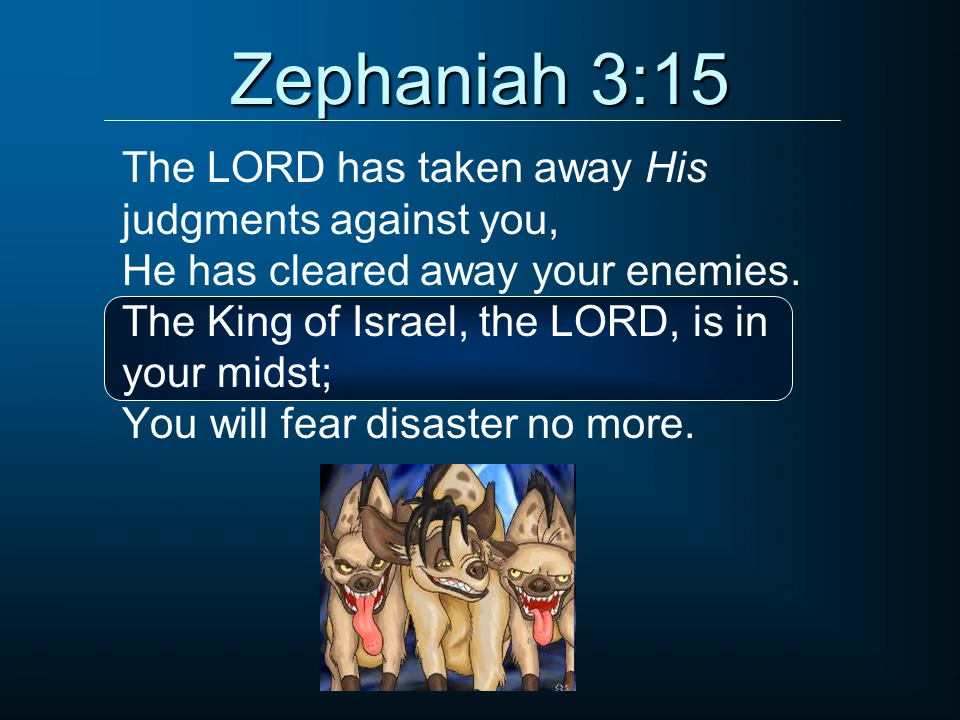 Zephaniah 3:15
The LORD has taken away His
judgments against you,
He has cleared away your enemies.
The King of Israel, the LORD, is in
your midst;
You will fear disaster no more.